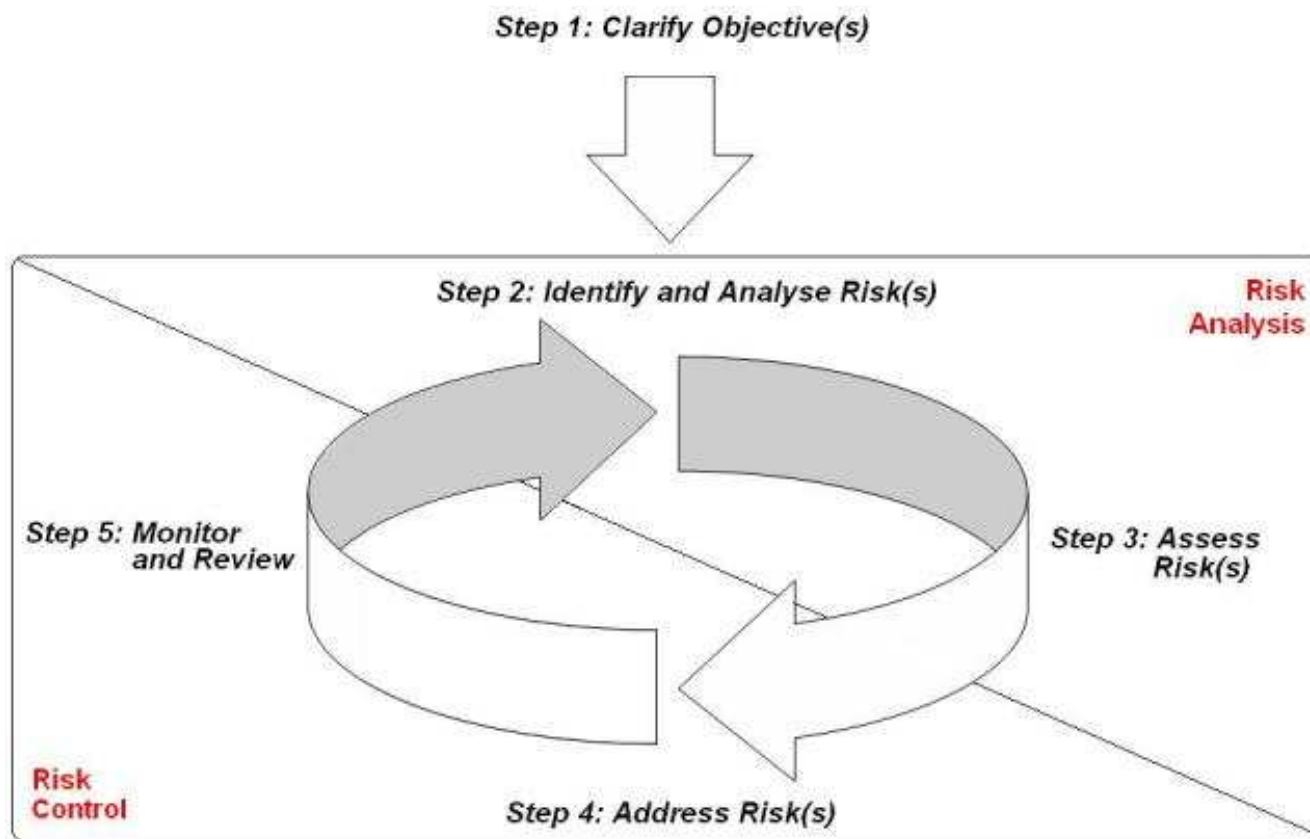 Step 1: Clarify Objective(s)
Step 2: Identify and Analyse Risk(s)
Risk
Analysis
Step 5: Monitor
and Review
Step 3: Assess
Risk(s)
Risk
Control
Step 4: Address Risk(s)